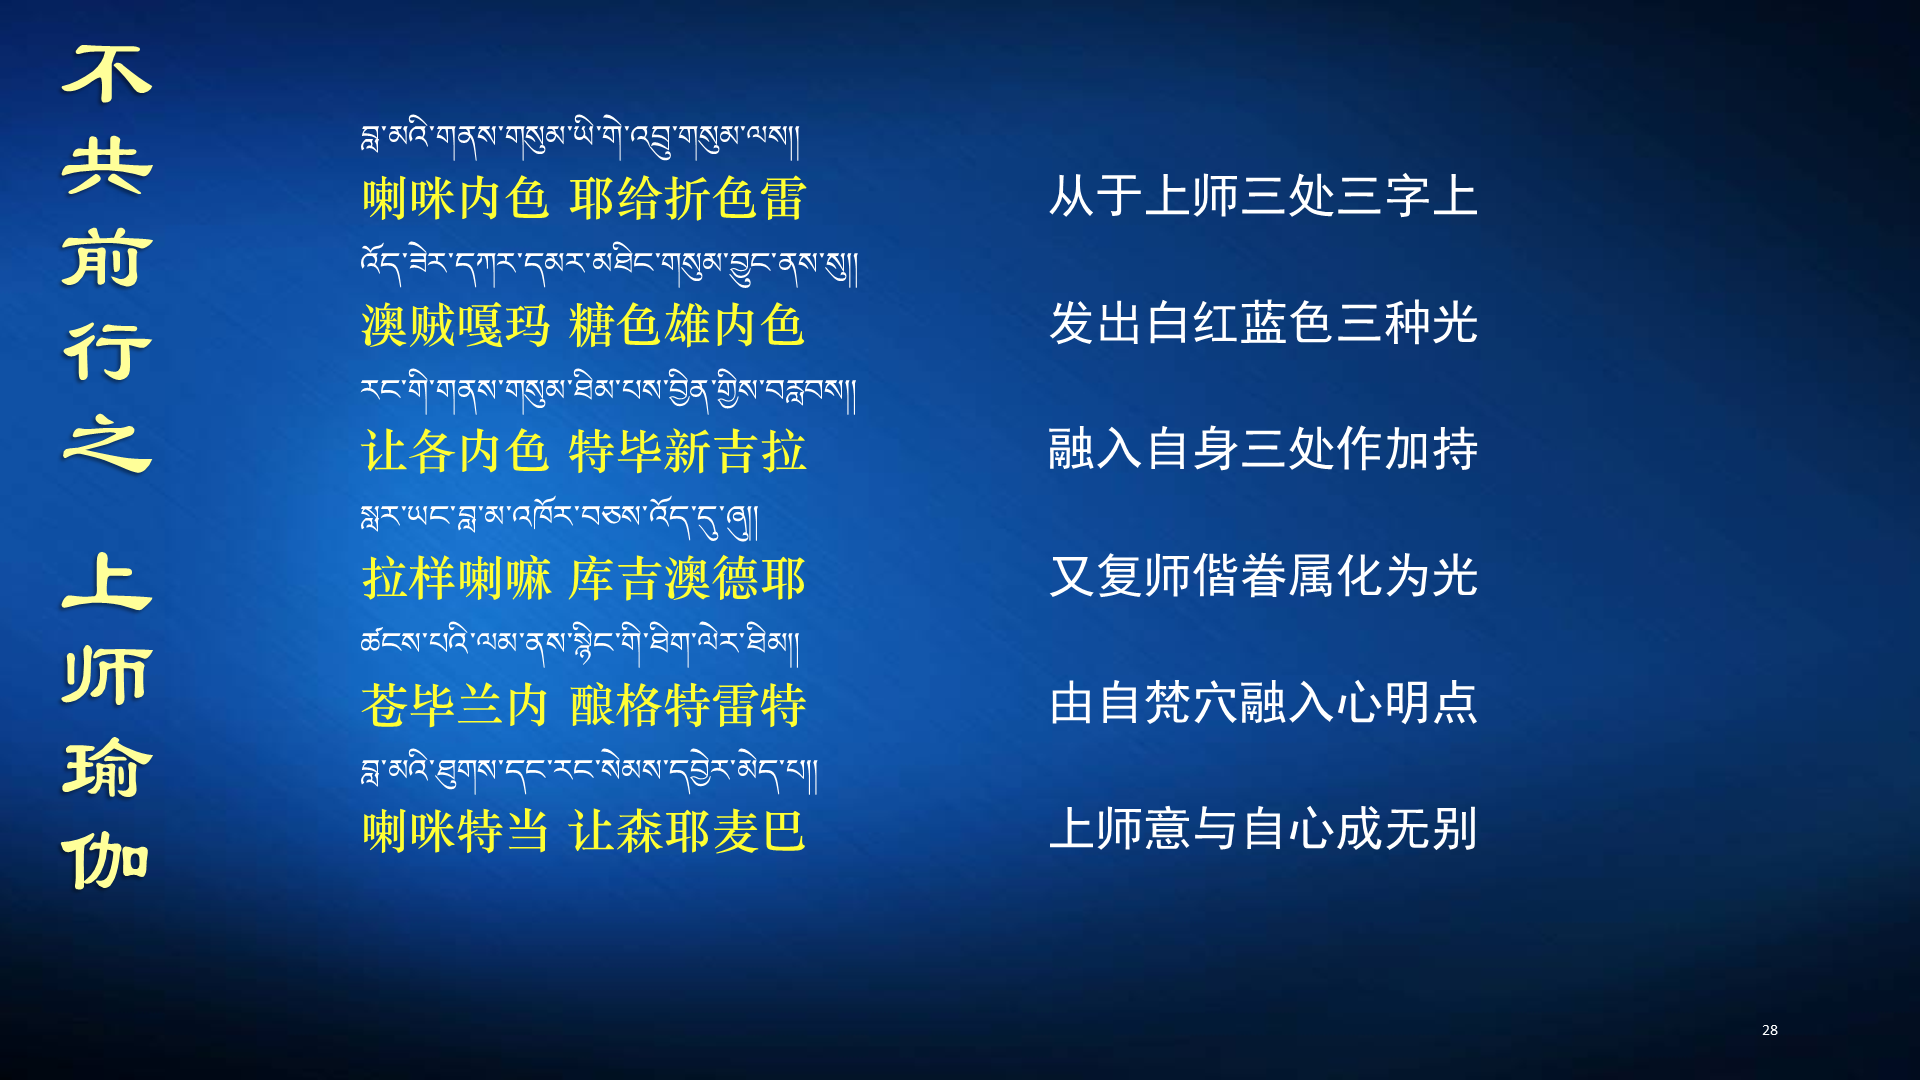 不共前行之 上师瑜伽
བླ་མའི་གནས་གསུམ་ཡི་གེ་འབྲུ་གསུམ་ལས།།
喇咪内色 耶给折色雷
从于上师三处三字上
འོད་ཟེར་དཀར་དམར་མཐིང་གསུམ་བྱུང་ནས་སུ།།
澳贼嘎玛 糖色雄内色
发出白红蓝色三种光
རང་གི་གནས་གསུམ་ཐིམ་པས་བྱིན་གྱིས་བརླབས།།
让各内色 特毕新吉拉
融入自身三处作加持
སླར་ཡང་བླ་མ་འཁོར་བཅས་འོད་དུ་ཞུ།།
拉样喇嘛 库吉澳德耶
又复师偕眷属化为光
ཚངས་པའི་ལམ་ནས་སྙིང་གི་ཐིག་ལེར་ཐིམ།།
苍毕兰内 酿格特雷特
由自梵穴融入心明点
བླ་མའི་ཐུགས་དང་རང་སེམས་དབྱེར་མེད་པ།།
喇咪特当 让森耶麦巴
上师意与自心成无别
28